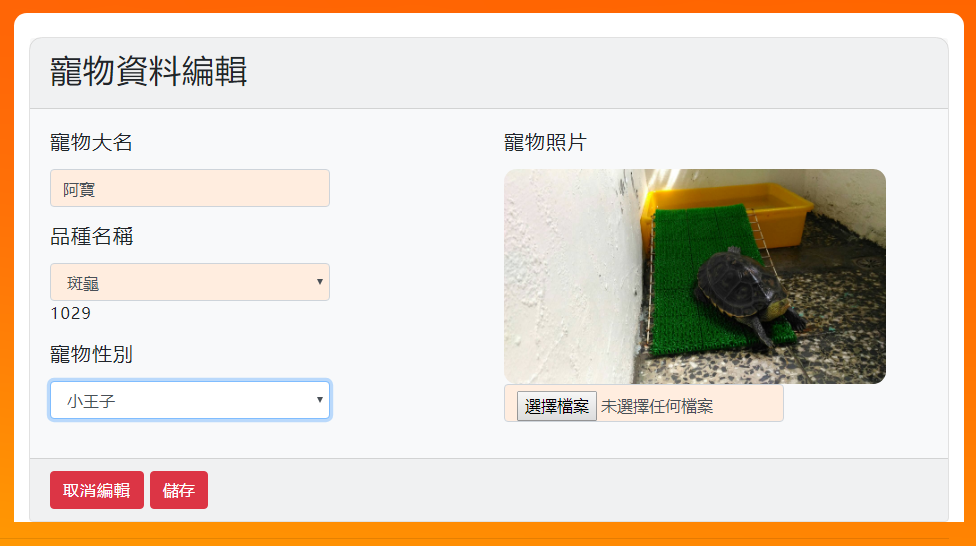 寵物資料編輯
寵物大名
阿寶
品種名稱
斑龜
1029
寵物性別
小王子
寵物照片
選擇檔案 未選擇任何檔案
取消編輯 儲存